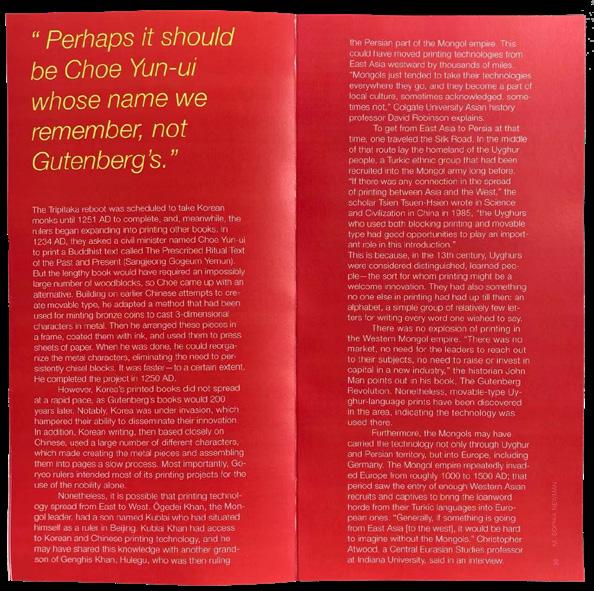 “ Perhaps it should
be Choe Yun-ui
whose name we
remember, not
Gutenberg’s.”
The Tripitaka reboot was scheduled to take Korean
monks until 1251 AD to complete, and, meanwhile, the
rulers began expanding into printing other books. In
1234 AD, they asked a civil minister named Choe Yun-ui
to print a Buddhist text called The Prescribed Ritual Text
of the Past and Present (Sangjeong Gogeum Yemun).
But the lengthy book would have required an impossibly
large number of woodblocks, so Choe came up with an
alternative. Building on earlier Chinese attempts to cre-
ate movable type, he adapted a method that had been
used for minting bronze coins to cast 3-dimensional
characters in metal. Then he arranged these pieces in
a frame, coated them with ink, and used them to press
sheets of paper. When he was done, he could reorga-
nize the metal characters, eliminating the need to per-
sistently chisel blocks. It was faster—to a certain extent.
He completed the project in 1250 AD.
However, Korea’s printed books did not spread
at a rapid pace, as Gutenberg’s books would 200
years later. Notably, Korea was under invasion, which
hampered their ability to disseminate their innovation.
In addition, Korean writing, then based closely on
Chinese, used a large number of different characters,
which made creating the metal pieces and assembling
them into pages a slow process. Most importantly, Go-
ryeo rulers intended most of its printing projects for the
use of the nobility alone.
Nonetheless, it is possible that printing technol-
ogy spread from East to West. Ögedei Khan, the Mon-
gol leader, had a son named Kublai who had situated
himself as a ruler in Beijing. Kublai Khan had access
to Korean and Chinese printing technology, and he
may have shared this knowledge with another grand-
son of Genghis Khan, Hulegu, who was then ruling
the Persian part of the Mongol empire. This
could have moved printing technologies from
East Asia westward by thousands of miles.
“Mongols just tended to take their technologies
everywhere they go, and they become a part of
local culture, sometimes acknowledged, some-
times not,” Colgate University Asian history
professor David Robinson explains.
To get from East Asia to Persia at that
time, one traveled the Silk Road. In the middle
of that route lay the homeland of the Uyghur
people, a Turkic ethnic group that had been
recruited into the Mongol army long before.
“If there was any connection in the spread
of printing between Asia and the West,” the
scholar Tsien Tsuen-Hsien wrote in Science
and Civilization in China in 1985, “the Uyghurs
who used both blocking printing and movable
type had good opportunities to play an import-
ant role in this introduction.”
This is because, in the 13th century, Uyghurs
were considered distinguished, learned peo-
ple—the sort for whom printing might be a
welcome innovation. They had also something
no one else in printing had had up till then: an
alphabet, a simple group of relatively few let-
ters for writing every word one wished to say.
There was no explosion of printing in
the Western Mongol empire. “There was no
market, no need for the leaders to reach out
to their subjects, no need to raise or invest in
capital in a new industry,” the historian John
Man points out in his book, The Gutenberg
Revolution. Nonetheless, movable-type Uy-
ghur-language prints have been discovered
in the area, indicating the technology was
used there.
Furthermore, the Mongols may have
carried the technology not only through Uyghur
and Persian territory, but into Europe, including
Germany. The Mongol empire repeatedly invad-
ed Europe from roughly 1000 to 1500 AD; that
period saw the entry of enough Western Asian
recruits and captives to bring the loanword
horde from their Turkic languages into Euro-
pean ones. “Generally, if something is going
from East Asia [to the west], it would be hard
to imagine without the Mongols,” Christopher
Atwood, a Central Eurasian Studies professor
at Indiana University, said in an interview.
M. SOPHIA NEWMAN